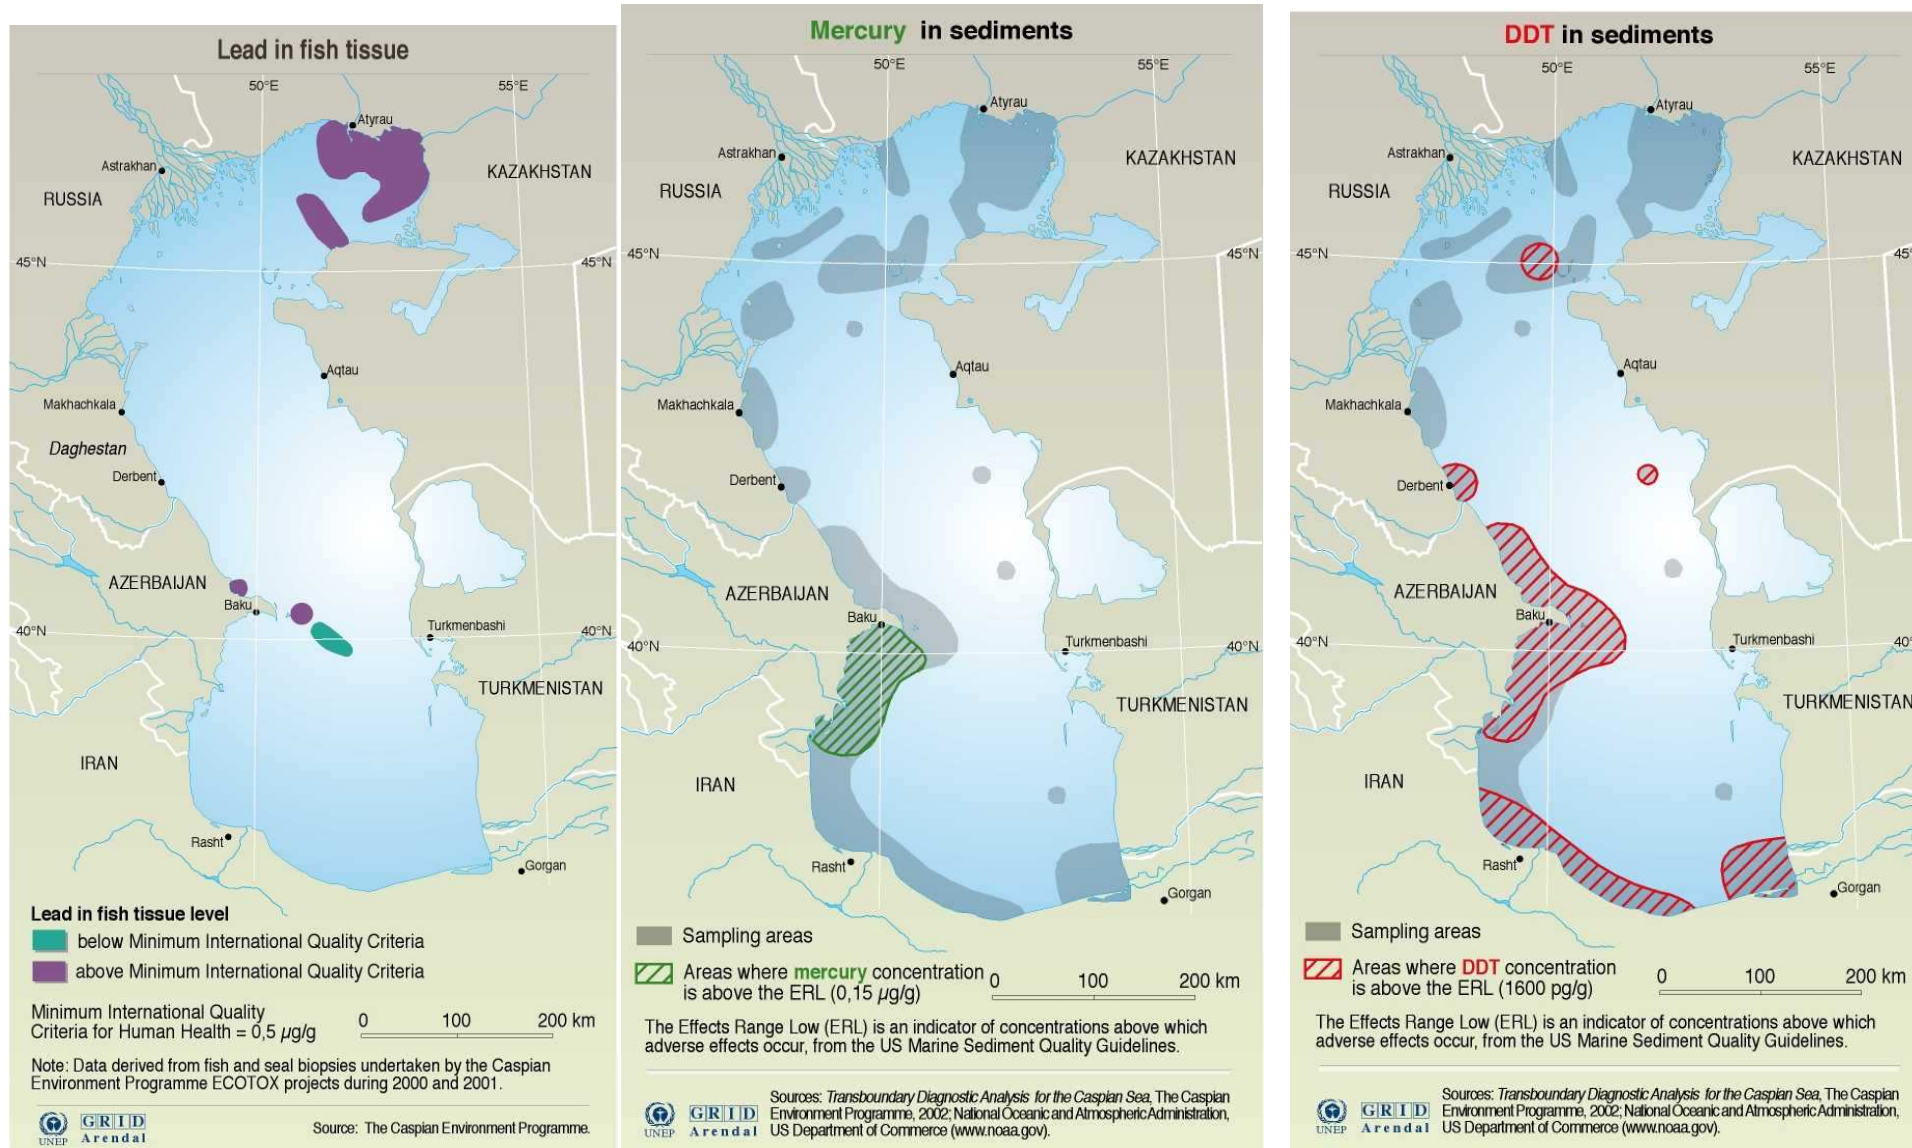 Lead in fish tissue
50°E
55°E
Atyrau
Astrakhan
KAZAKHSTAN
RUSSIA
45°N
45°N
Aqtau
Makhachkala
Daghestan
Derbent
AZERBAIJAN
Baku
40°N
40°N
Turkmenbashi
TURKMENISTAN
IRAN
Rasht
Gorgan
Lead in fish tissue level
below Minimum International Quality Criteria
above Minimum International Quality Criteria
Minimum International Quality
Criteria for Human Health = 0,5 µg/g
0 100 200 km
Note: Data derived from fish and seal biopsies undertaken by the Caspian
Environment Programme ECOTOX projects during 2000 and 2001.
UNEP
GRID
Arendal
Source: The Caspian Environment Programme.
Mercury in sediments
50°E
55°E
Atyrau
Astrakhan
KAZAKHSTAN
RUSSIA
45°N
45°N
Aqtau
Makhachkala
Derbent
AZERBAIJAN
Baku
40°N
40°N
Turkmenbashi
TURKMENISTAN
IRAN
Rasht
Gorgan
Sampling areas
Areas where mercury concentration
is above the ERL (0,15 µg/g)
0 100 200 km
The Effects Range Low (ERL) is an indicator of concentrations above which
adverse effects occur, from the US Marine Sediment Quality Guidelines.
UNEP
GRID
Arendal
Sources: Transboundary Diagnostic Analysis for the Caspian Sea, The Caspian
Environment Programme, 2002; National Oceanic and Atmospheric Administration,
US Department of Commerce (www.noaa.gov).
DDT in sediments
50°E
55°E
Atyrau
Astrakhan
KAZAKHSTAN
RUSSIA
45°N
45°
Aqtau
Makhachkala
Derbent
AZERBAIJAN
Baku
40°N
40°
Turkmenbashi
TURKMENISTAN
IRAN
Rasht
Gorgan
Sampling areas
Areas where DDT concentration
is above the ERL (1600 pg/g)
0 100 200 km
The Effects Range Low (ERL) is an indicator of concentrations above which
adverse effects occur, from the US Marine Sediment Quality Guidelines.
UNEP
GRID
Arendal
Sources: Transboundary Diagnostic Analysis for the Caspian Sea, The Caspian
Environment Programme, 2002; National Oceanic and Atmospheric Administration,
US Department of Commerce (www.noaa.gov).